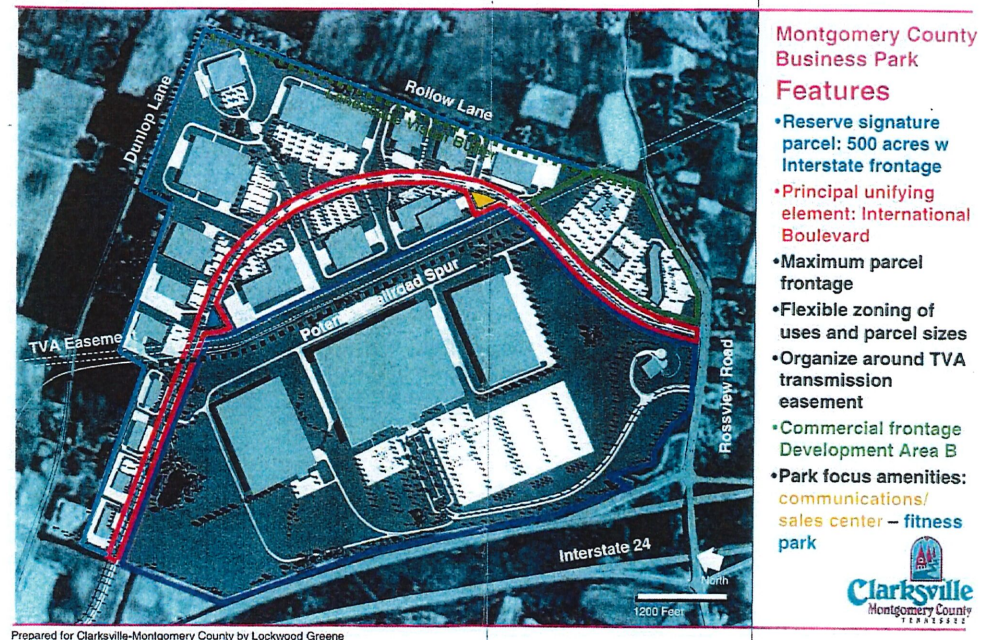 Montgomery County
Business Park
Features
•Reserve signature
parcel: 500 acres w
Interstate frontage
•Principal unifying
element: International
Boulevard
•Maximum parcel
frontage
•Flexible zoning of
uses and parcel sizes
•Organize around TVA
transmission
easement
•Commercial frontage
Development Area B
•Park focus amenities:
communications/
sales center – fitness
park
Dunlop Lane
Rollow Lane
Railroad Spur
TVA Easeme
Rossview Road
Interstate 24
North
1200 Feet
Clarksville
Montgomery County
TENNESSEE
Prepared for Clarksville-Montgomery County by Lockwood Greene